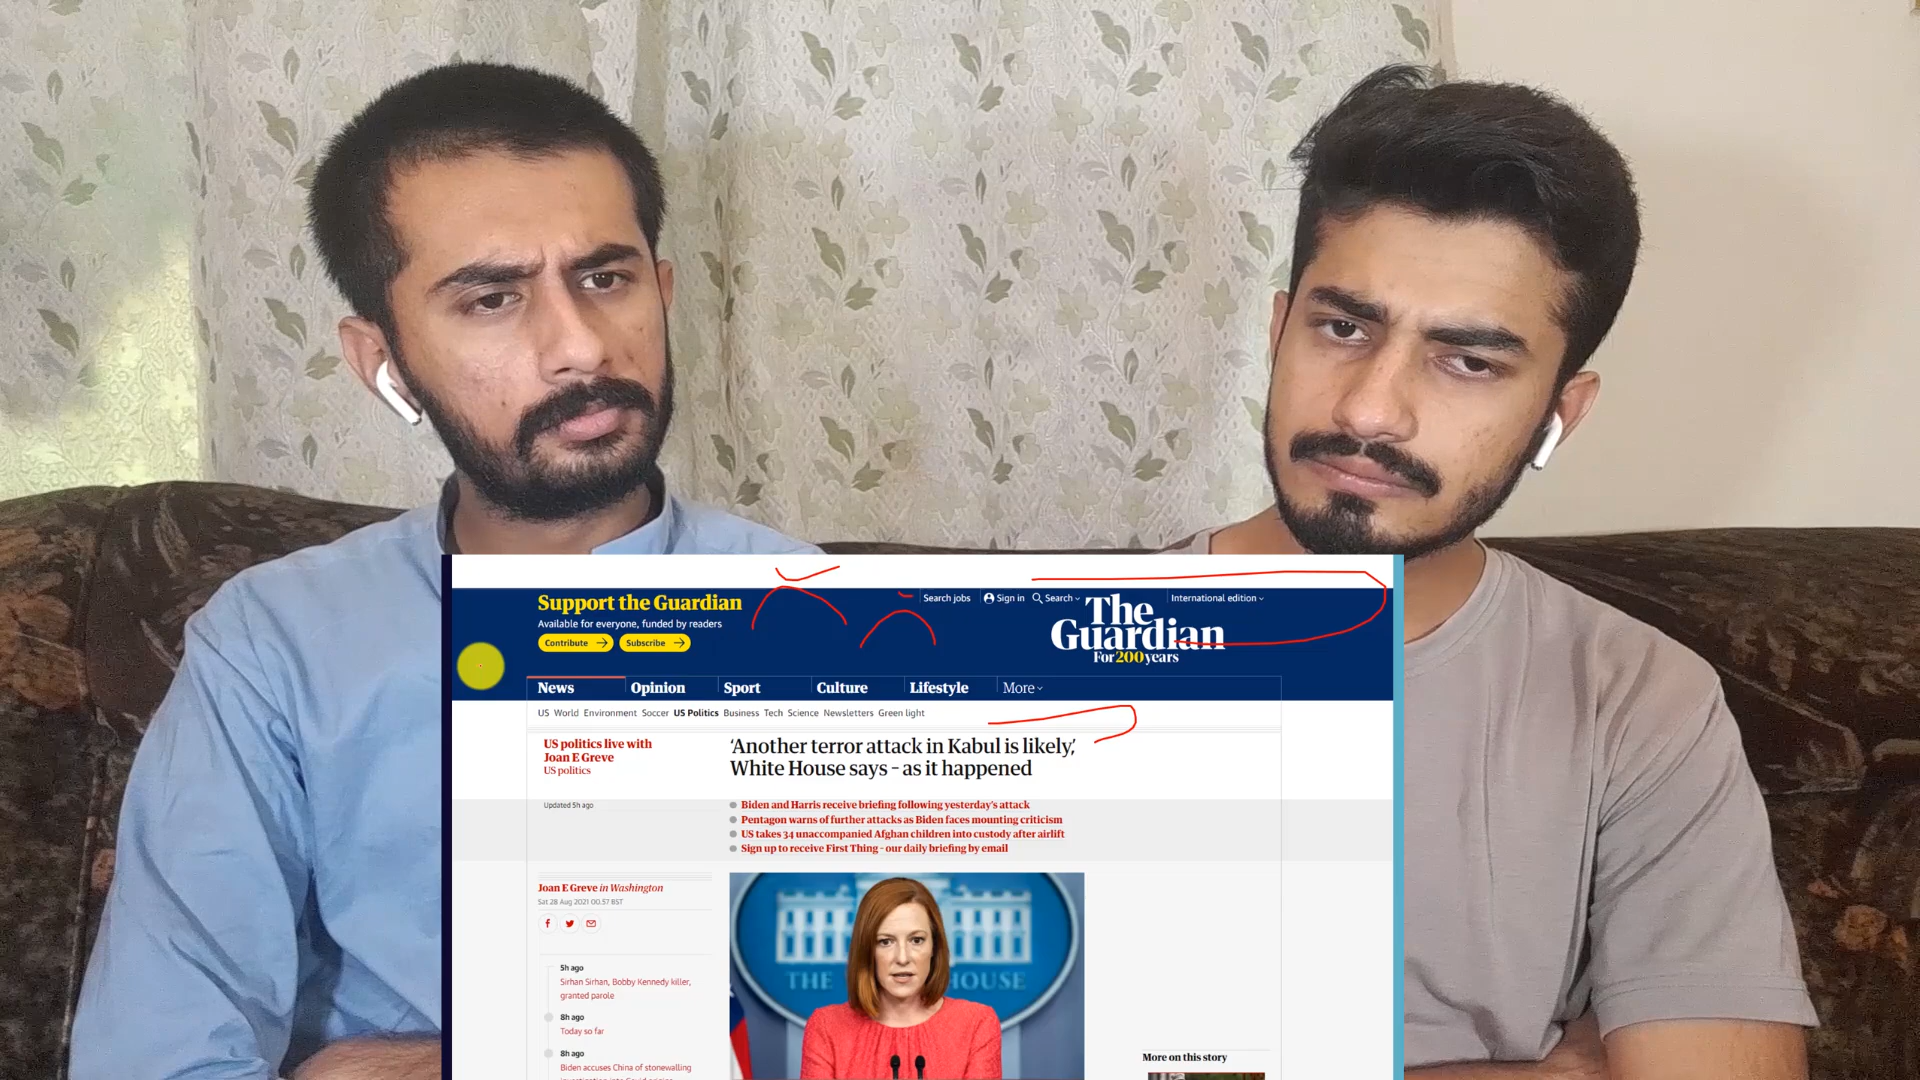 Support the Guardian
Available for everyone, funded by readers
Contribute
Subscribe
Search jobs
Sign in
Search
International edition
The
Guardian
For 200 years
News
Opinion
Sport
Culture
Lifestyle
More
US World Environment Soccer US Politics Business Tech Science Newsletters Green light
US politics live with
Joan E Greve
US politics
‘Another terror attack in Kabul is likely,’
White House says – as it happened
Updated 5h ago
Biden and Harris receive briefing following yesterday's attack
Pentagon warns of further attacks as Biden faces mounting criticism
US takes 34 unaccompanied Afghan children into custody after airlift
Sign up to receive First Thing – our daily briefing by email
Joan E Greve in Washington
Sat 28 Aug 2021 00.57 BST
5h ago
Sirhan Sirhan, Bobby Kennedy killer,
granted parole
8h ago
Today so far
8h ago
Biden accuses China of stonewalling
THE HOUSE
More on this story